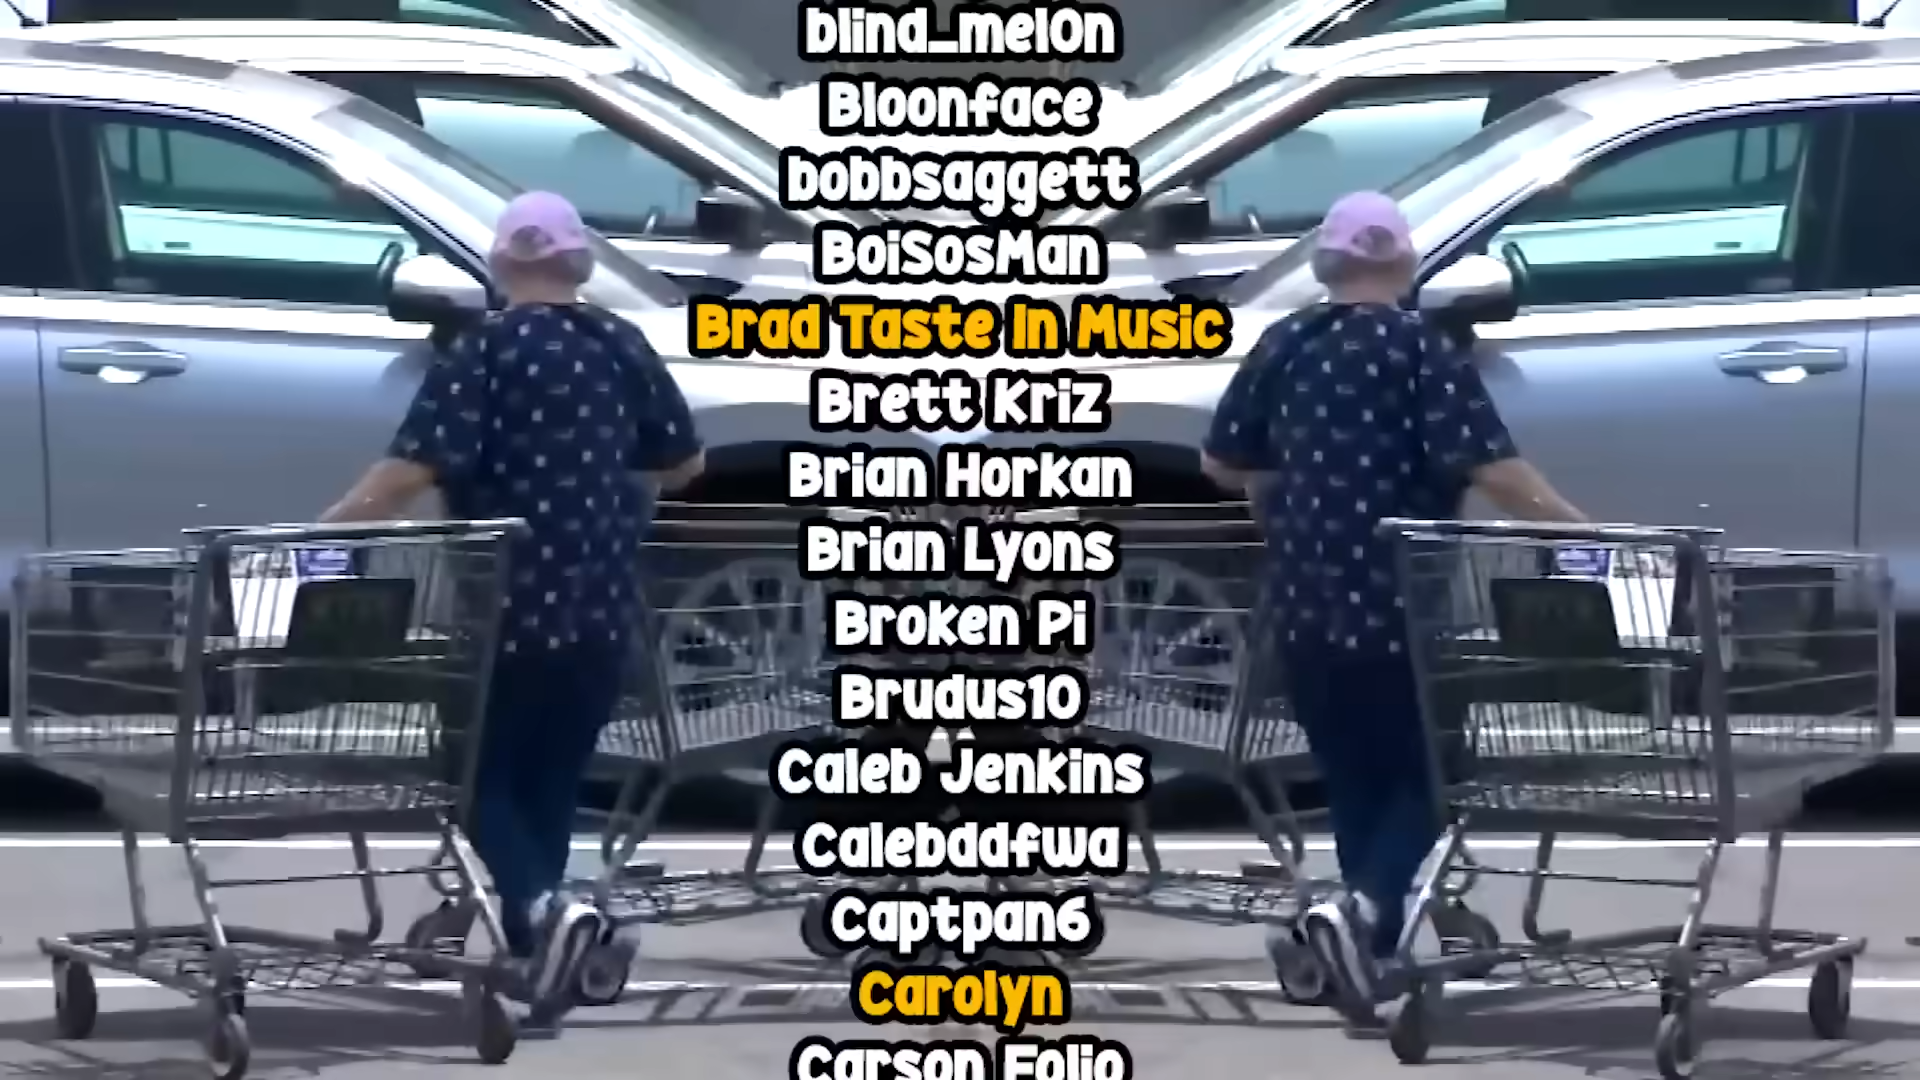 blind_mel0n
Bloonface
bobbsaggett
BoiSosMan
Brad Taste In Music
Brett Kriz
Brian Horkan
Brian Lyons
Broken Pi
Brudus10
Caleb Jenkins
Calebddfwa
Captpan6
Carolyn
Carson Folio